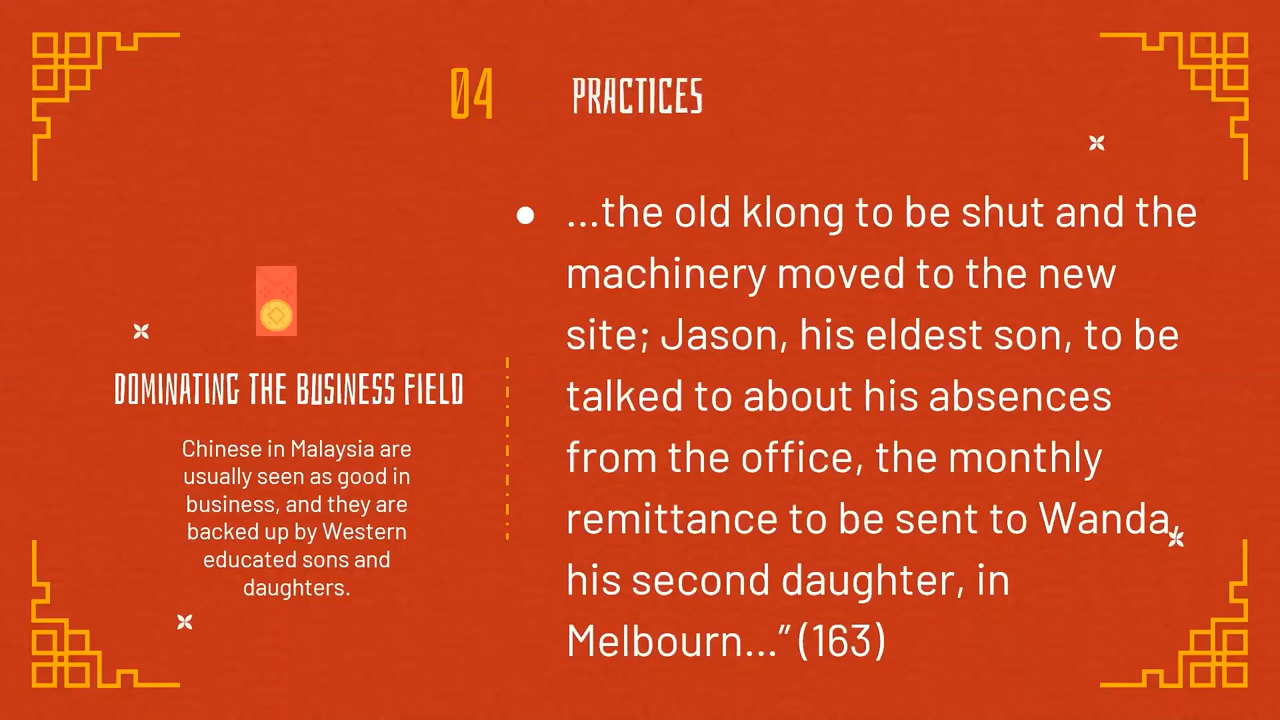 04 PRACTICES
DOMINATING THE BUSINESS FIELD
Chinese in Malaysia are
usually seen as good in
business, and they are
backed up by Western
educated sons and
daughters.
● …the old klong to be shut and the
machinery moved to the new
site; Jason, his eldest son, to be
talked to about his absences
from the office, the monthly
remittance to be sent to Wanda,
his second daughter, in
Melbourn…” (163)